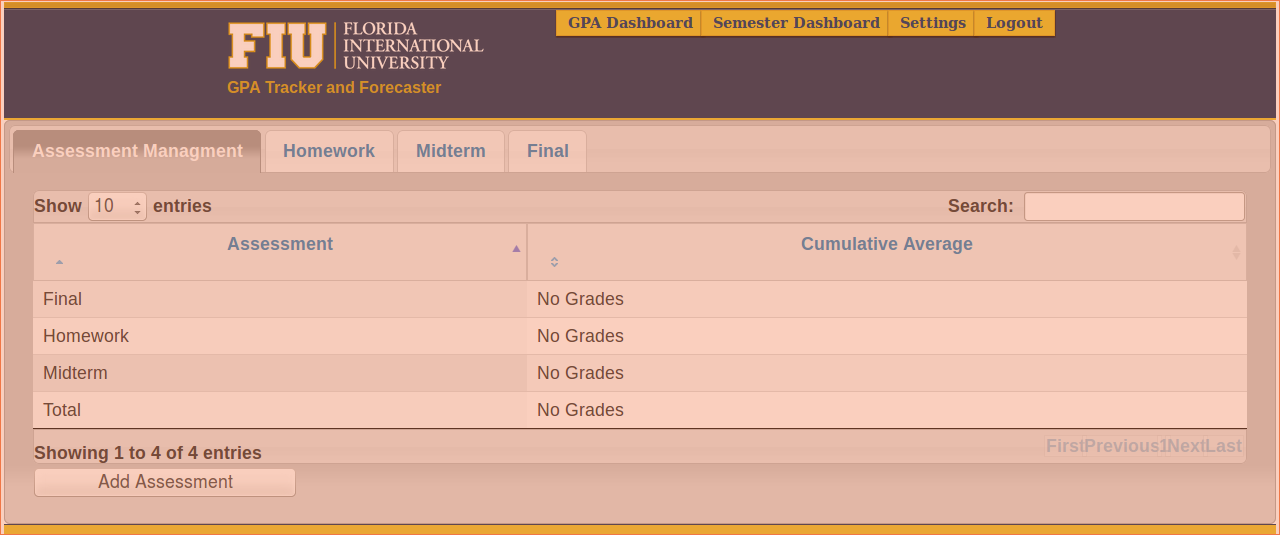 GPA Dashboard Semester Dashboard Settings Logout
FIU FLORIDA
INTERNATIONAL
UNIVERSITY
GPA Tracker and Forecaster
Assessment Managment Homework Midterm Final
Show 10 entries Search:
Assessment Cumulative Average
Final No Grades
Homework No Grades
Midterm No Grades
Total No Grades
Showing 1 to 4 of 4 entries FirstPrevious1NextLast
Add Assessment